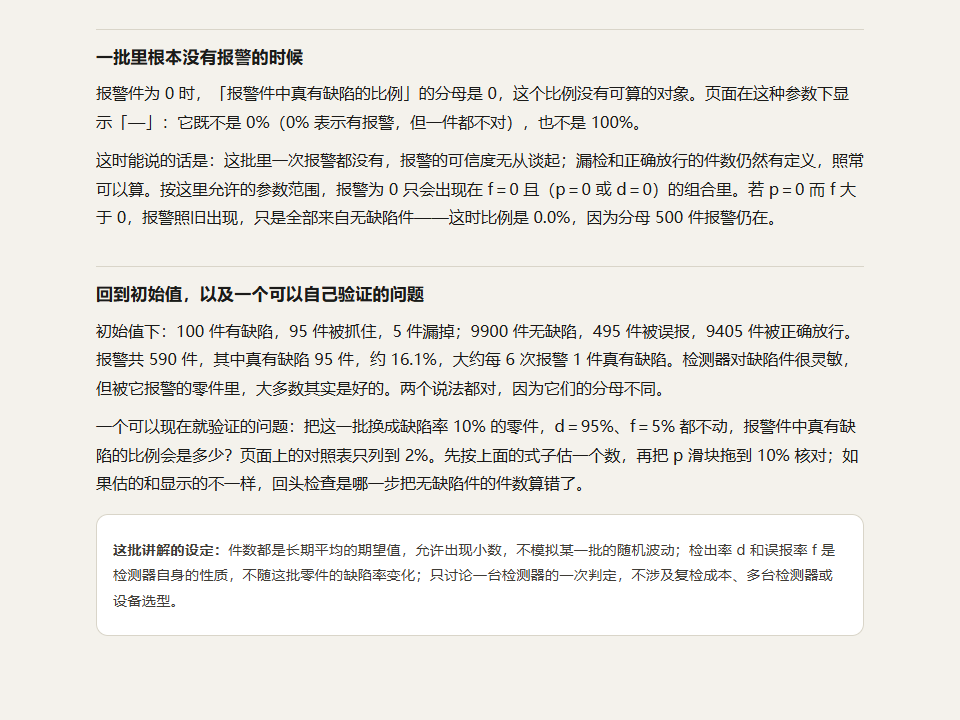 一批里根本没有报警的时候
报警件为 0 时，「报警件中真有缺陷的比例」的分母是 0，这个比例没有可算的对象。页面在这种参数下显
示「—」：它既不是 0%（0% 表示有报警，但一件都不对），也不是 100%。
这时能说的话是：这批里一次报警都没有，报警的可信度无从谈起；漏检和正确放行的件数仍然有定义，照常
可以算。按这里允许的参数范围，报警为 0 只会出现在 f = 0 且（p = 0 或 d = 0）的组合里。若 p = 0 而 f 大
于 0，报警照旧出现，只是全部来自无缺陷件——这时比例是 0.0%，因为分母 500 件报警仍在。
回到初始值，以及一个可以自己验证的问题
初始值下：100 件有缺陷，95 件被抓住，5 件漏掉；9900 件无缺陷，495 件被误报，9405 件被正确放行。
报警共 590 件，其中真有缺陷 95 件，约 16.1%，大约每 6 次报警 1 件真有缺陷。检测器对缺陷件很灵敏，
但被它报警的零件里，大多数其实是好的。两个说法都对，因为它们的分母不同。
一个可以现在就验证的问题：把这一批换成缺陷率 10% 的零件，d = 95%、f = 5% 都不动，报警件中真有缺
陷的比例会是多少？页面上的对照表只列到 2%。先按上面的式子估一个数，再把 p 滑块拖到 10% 核对；如
果估的和显示的不一样，回头检查是哪一步把无缺陷件的件数算错了。
这批讲解的设定：件数都是长期平均的期望值，允许出现小数，不模拟某一批的随机波动；检出率 d 和误报率 f 是
检测器自身的性质，不随这批零件的缺陷率变化；只讨论一台检测器的一次判定，不涉及复检成本、多台检测器或
设备选型。